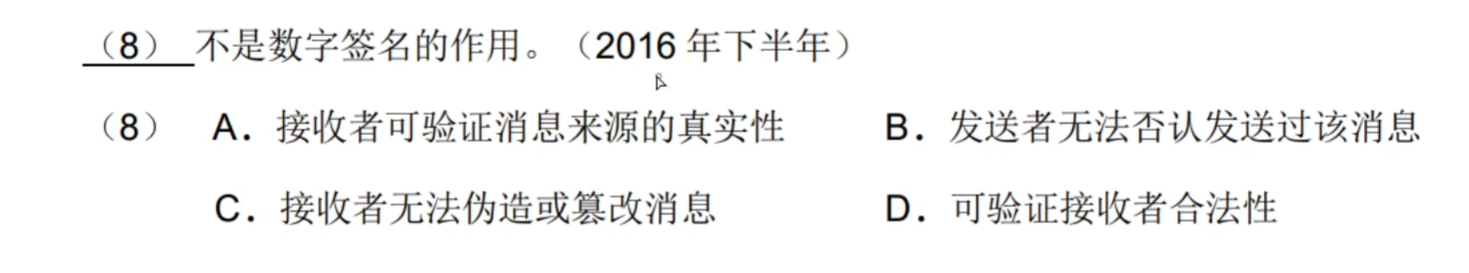 （8） 不是数字签名的作用。（2016 年下半年）
（8） A．接收者可验证消息来源的真实性 B．发送者无法否认发送过该消息
C．接收者无法伪造或篡改消息 D．可验证接收者合法性